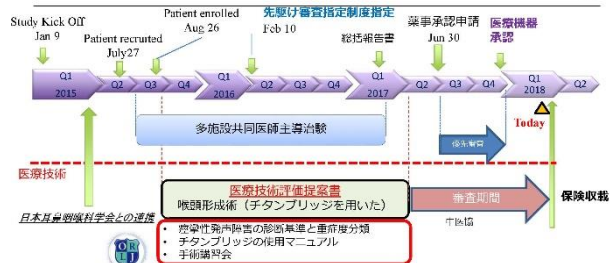 Study Kick Off
Jan 9
Patient recruted
July27
Patient enrolled
Aug 26
先駆け審査指定制度指定
Feb 10
総括報告書
薬事承認申請
Jun 30
医療機器
承認
Q1
2015
Q2
Q3
Q4
Q1
2016
Q2
Q3
Q4
Q1
2017
Q2
Q3
Q4
Q1
2018
Q2
多施設共同医師主導治験
優先審査
Today
医療技術
医療技術評価提案書
喉頭形成術（チタンブリッジを用いた）
審査期間
中医協
保険収載
日本耳鼻咽喉科学会との連携
• 痙攣性発声障害の診断基準と重症度分類
• チタンブリッジの使用マニュアル
• 手術講習会